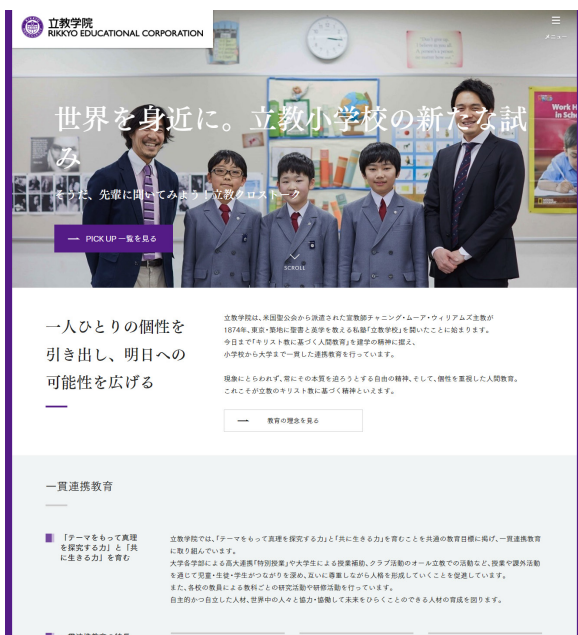 立教学院
RIKKYO EDUCATIONAL CORPORATION
メニュー
世界を身近に。立教小学校の新たな試
み
そうだ、先輩に聞いてみよう！立教クロストーク
PICK UP 一覧を見る
SCROLL
一人ひとりの個性を
引き出し、明日への
可能性を広げる
立教学院は、米国聖公会から派遣された宣教師チャニング・ムーア・ウィリアムズ主教が
1874年、東京・築地に聖書と英学を教える私塾「立教学校」を開いたことに始まります。
今日まで「キリスト教に基づく人間教育」を建学の精神に据え、
小学校から大学まで一貫した連携教育を行っています。
現象にとらわれず、常にその本質を追ろうとする自由の精神、そして、個性を重視した人間教育。
これこそが立教のキリスト教に基づく精神といえます。
教育の理念を見る
一貫連携教育
「テーマをもって真理
を探究する力」と「共
に生きる力」を育む
立教学院では、「テーマをもって真理を探究する力」と「共に生きる力」を育むことを共通の教育目標に掲げ、一貫連携教育
に取り組んでいます。
大学各学部による高大連携「特別授業」や大学生による授業補助、クラブ活動のオール立教での活動など、授業や課外活動
を通じて児童・生徒・学生がつながりを深め、互いに尊重しながら人格を形成していくことを促進しています。
また、各校の教員による教科ごとの研究活動や研修活動を行っています。
自主的かつ自立した人材、世界中の人々と協力・協働して未来をひらくことのできる人材の育成を図ります。